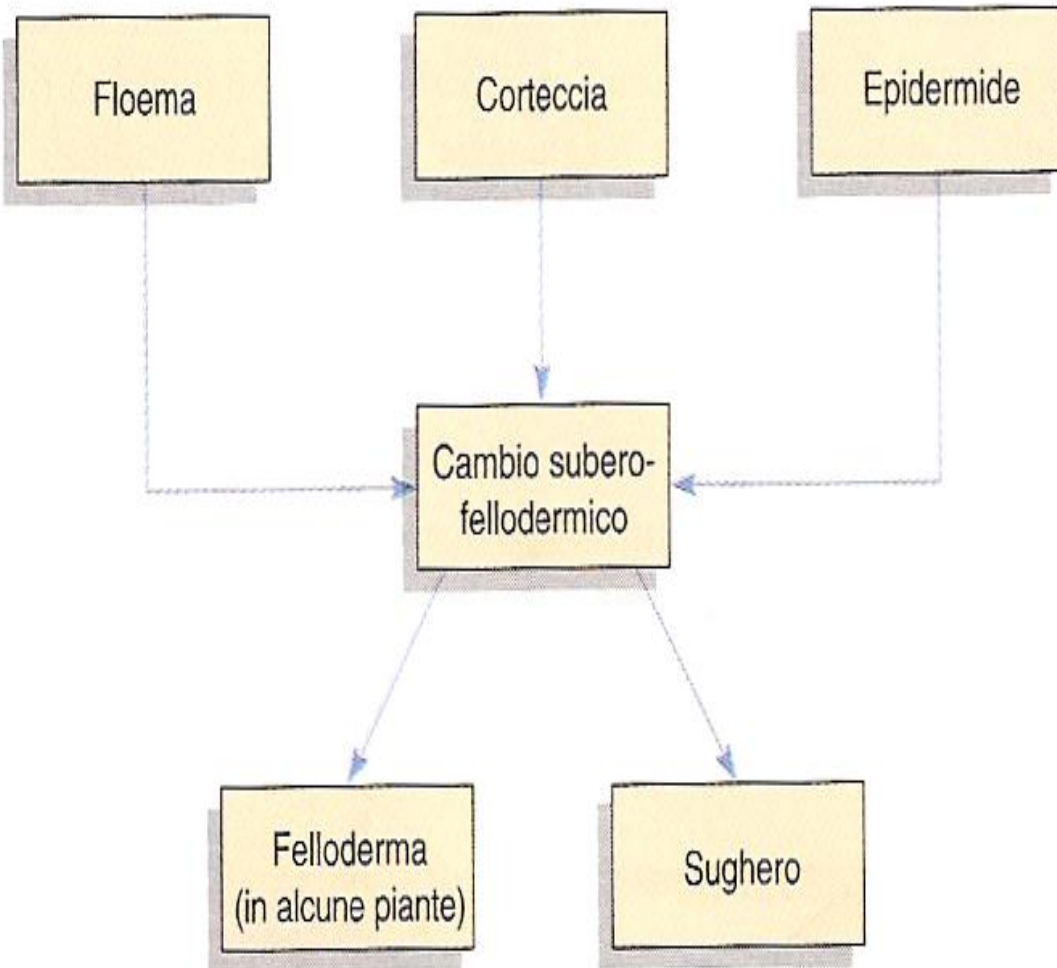 Floema
Corteccia
Epidermide
Cambio subero-
fellodermico
Felloderma
(in alcune piante)
Sughero